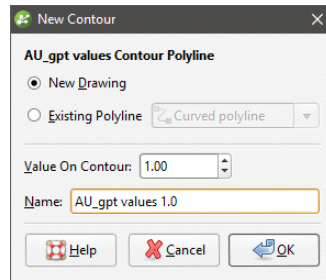 New Contour
AU_gpt values Contour Polyline
New Drawing
Existing Polyline Curved polyline
Value On Contour: 1.00
Name: AU_gpt values 1.0
Help Cancel OK